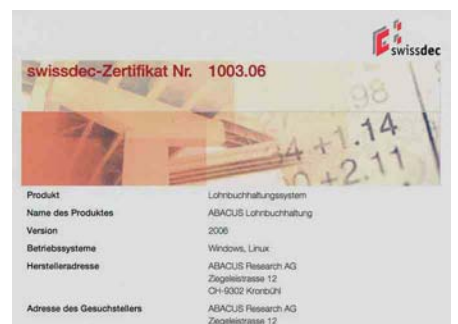 swissdec
swissdec-Zertifikat Nr. 1003.06
98
4 +1.14
0 +2.11
Produkt Lohnbuchhaltungssystem
Name des Produktes ABACUS Lohnbuchhaltung
Version 2006
Betriebssysteme Windows, Linux
Herstelleradresse ABACUS Research AG
Ziegeleistrasse 12
CH-9302 Kronbühl
Adresse des Gesuchstellers ABACUS Research AG
Ziegeleistrasse 12